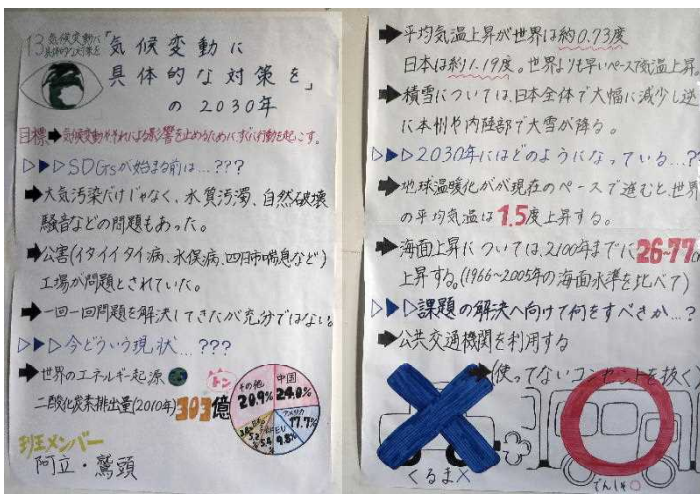 13 気候変動に
具体的な対策を
「気候変動に
具体的な対策を」
の2030年
目標➡気候変動やそれによる影響を止めるためにすぐに行動を起こす。
▷▶▷SDGsが始まる前は…???
➡大気汚染だけじゃなく、水質汚濁、自然破壊
騒音などの問題もあった。
➡公害(イタイイタイ病、水俣病、四日市喘息など)
工場が問題とされていた。
➡一回一回問題を解決してきたが充分ではない。
▷▶▷今どういう現状…???
➡世界のエネルギー起源
二酸化炭素排出量(2010年)303億
トン
その他
20.9%
中国
24.0%
アメリカ
17.7%
EU
9.8%
班メンバー
阿立・鷲頭
➡平均気温上昇が世界は約0.73度
日本は約1.19度。世界よりも早いペースで気温上昇
➡積雪については、日本全体で大幅に減少し逆
に本州や内陸部で大雪が降る。
▷▶▷2030年にはどのようになっている…?
➡地球温暖化がが現在のペースで進むと、世界
の平均気温は1.5度上昇する。
➡海面上昇については、2100年までに26~77
上昇する。(1966~2005年の海面水準を比べて)
▷▶▷課題の解決へ向けて何をすべきか…?
➡公共交通機関を利用する
➡(使ってないコンセントを抜く)
くるま×
でんしゃ○